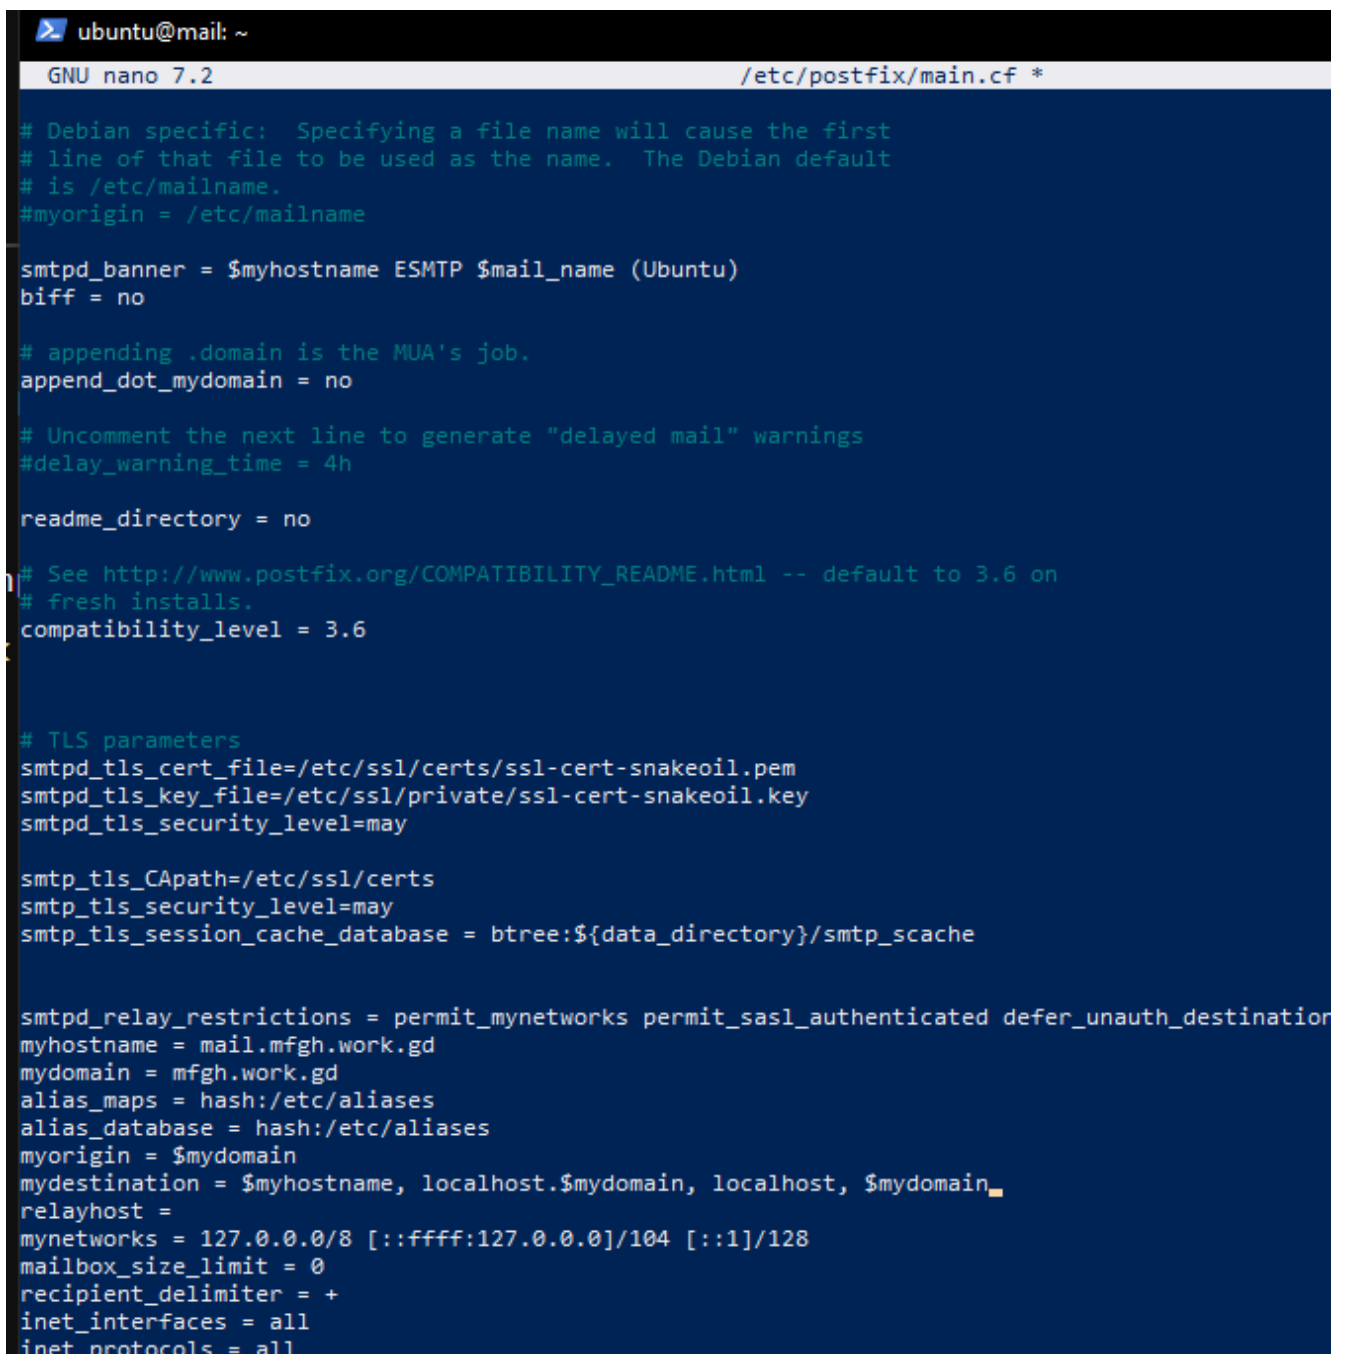 ubuntu@mail: ~
GNU nano 7.2 /etc/postfix/main.cf *
# Debian specific:  Specifying a file name will cause the first
# line of that file to be used as the name.  The Debian default
# is /etc/mailname.
#myorigin = /etc/mailname
smtpd_banner = $myhostname ESMTP $mail_name (Ubuntu)
biff = no
# appending .domain is the MUA's job.
append_dot_mydomain = no
# Uncomment the next line to generate "delayed mail" warnings
#delay_warning_time = 4h
readme_directory = no
# See http://www.postfix.org/COMPATIBILITY_README.html -- default to 3.6 on
# fresh installs.
compatibility_level = 3.6
# TLS parameters
smtpd_tls_cert_file=/etc/ssl/certs/ssl-cert-snakeoil.pem
smtpd_tls_key_file=/etc/ssl/private/ssl-cert-snakeoil.key
smtpd_tls_security_level=may
smtp_tls_CApath=/etc/ssl/certs
smtp_tls_security_level=may
smtp_tls_session_cache_database = btree:${data_directory}/smtp_scache
smtpd_relay_restrictions = permit_mynetworks permit_sasl_authenticated defer_unauth_destination
myhostname = mail.mfgh.work.gd
mydomain = mfgh.work.gd
alias_maps = hash:/etc/aliases
alias_database = hash:/etc/aliases
myorigin = $mydomain
mydestination = $myhostname, localhost.$mydomain, localhost, $mydomain
relayhost =
mynetworks = 127.0.0.0/8 [::ffff:127.0.0.0]/104 [::1]/128
mailbox_size_limit = 0
recipient_delimiter = +
inet_interfaces = all
inet_protocols = all